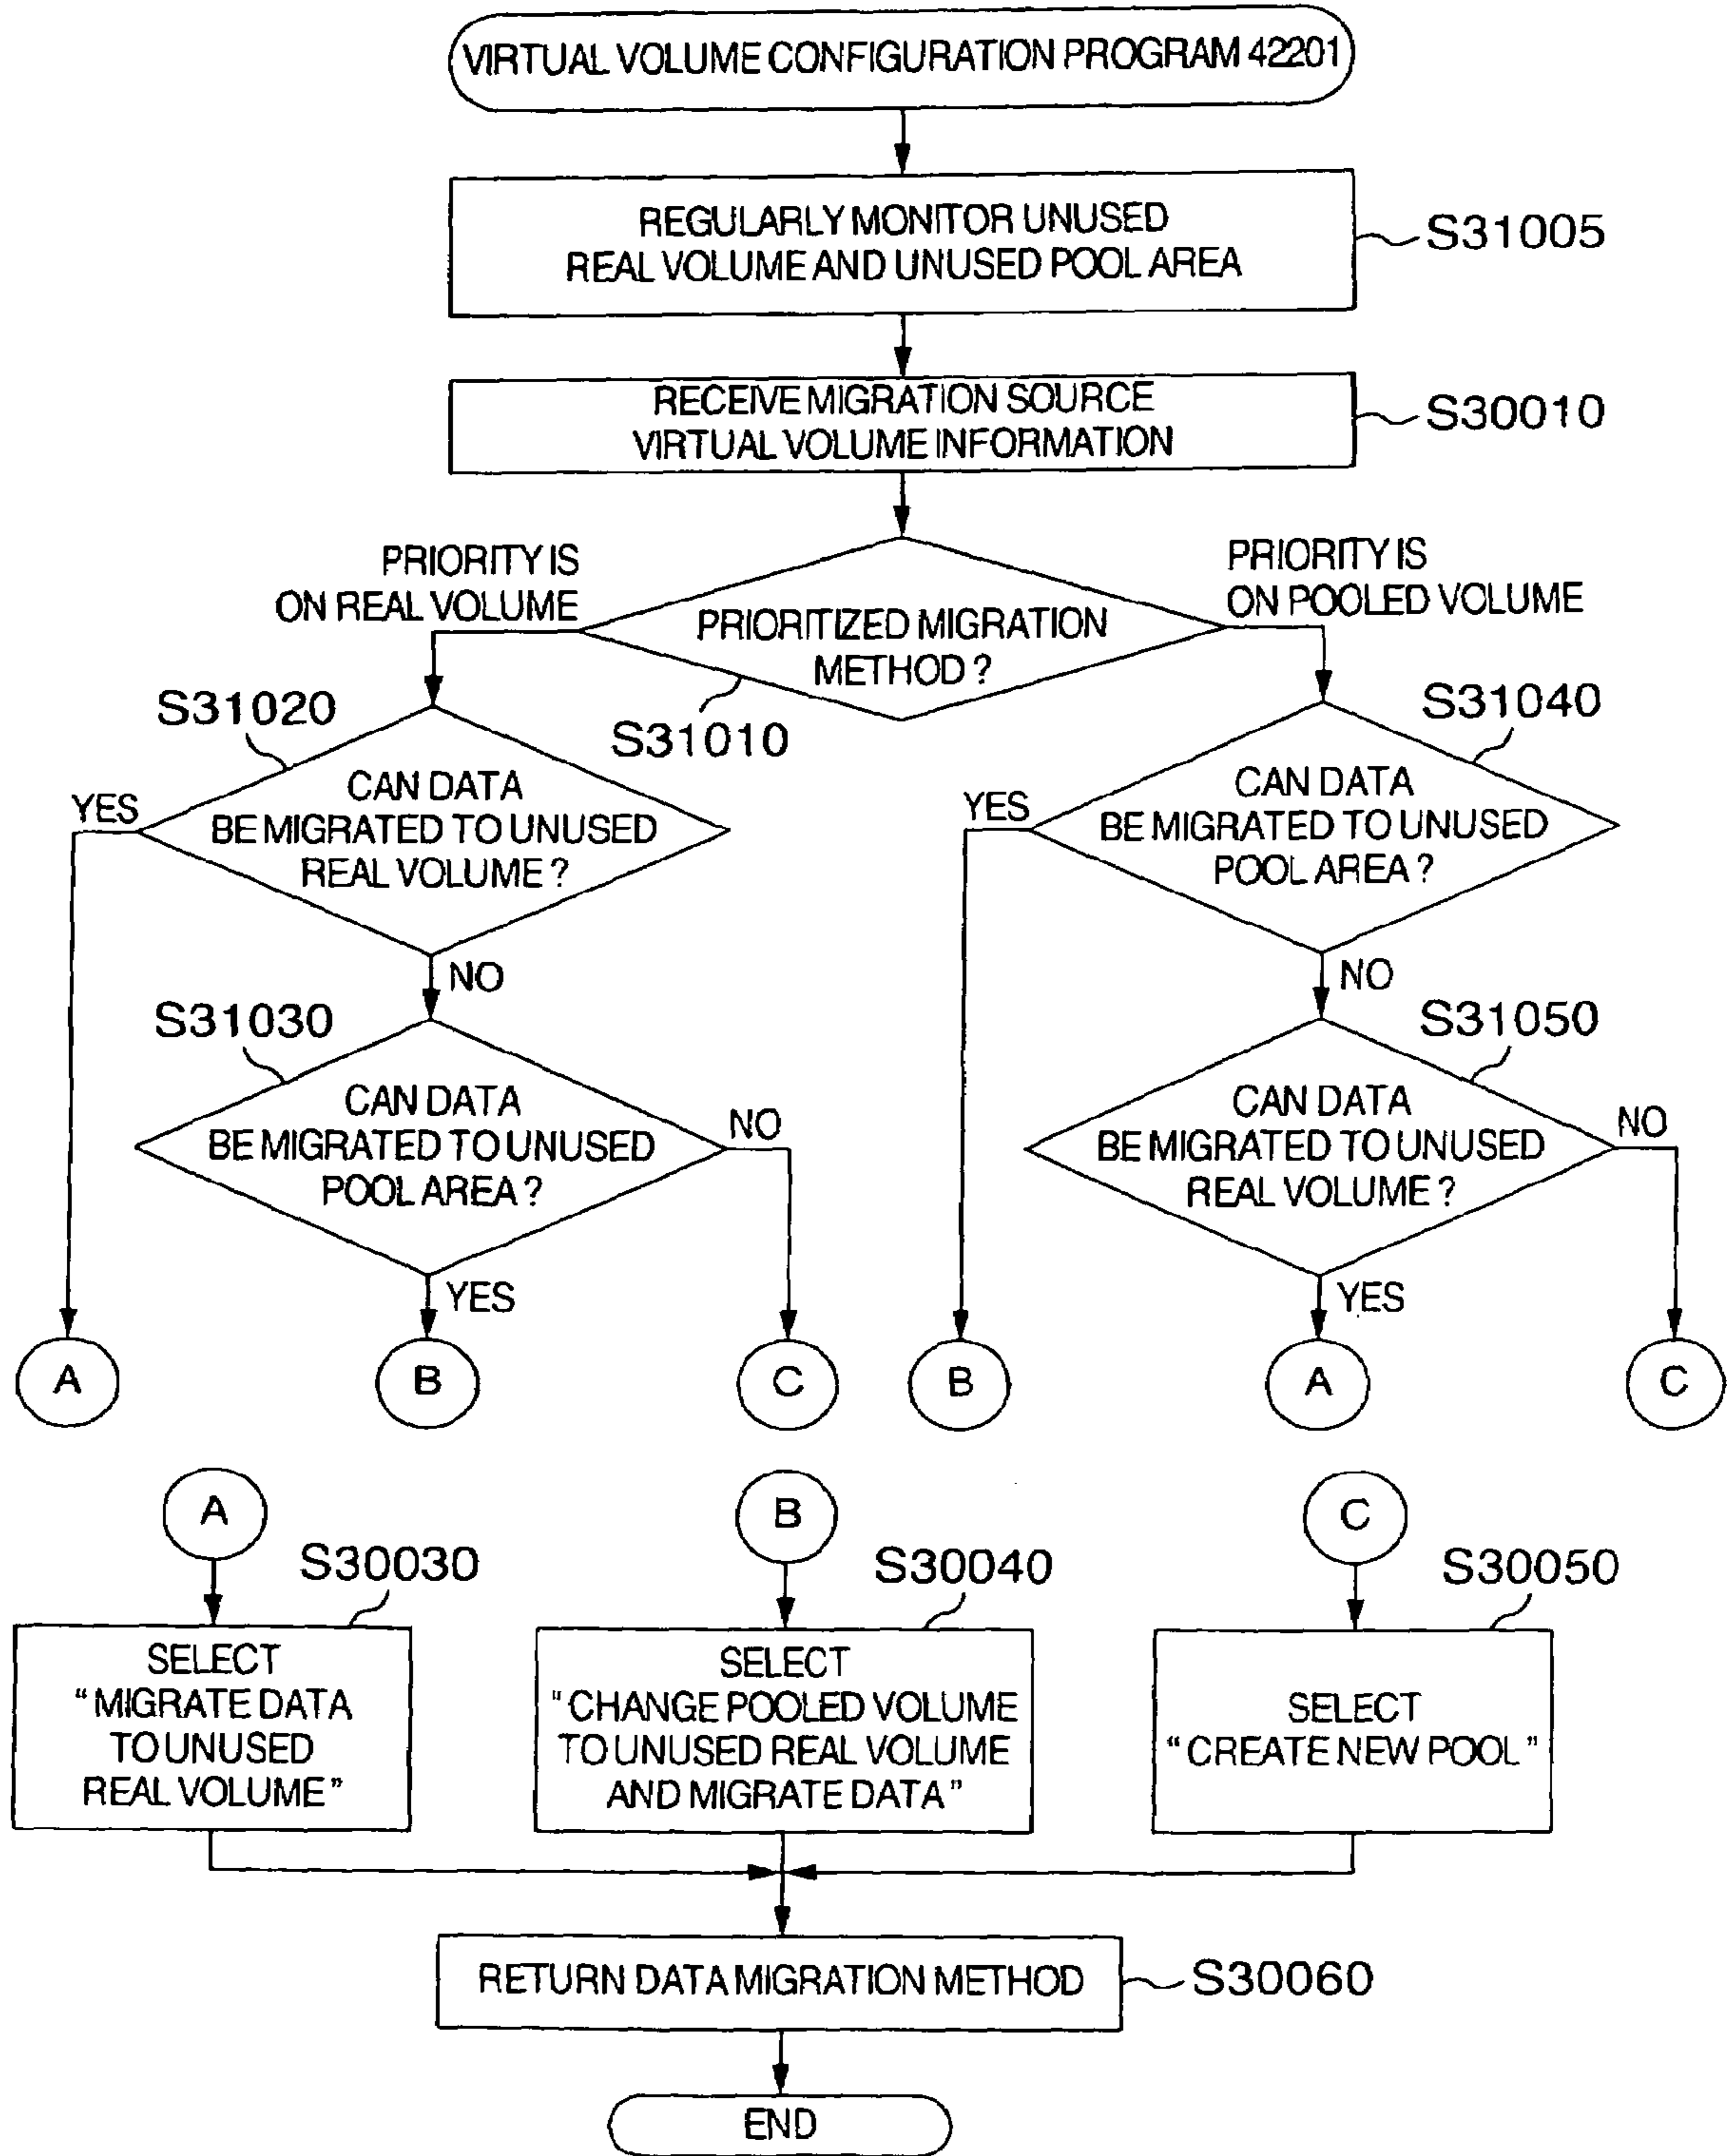 VIRTUAL VOLUME CONFIGURATION PROGRAM 42201
REGULARLY MONITOR UNUSED
REAL VOLUME AND UNUSED POOL AREA
S31005
RECEIVE MIGRATION SOURCE
VIRTUAL VOLUME INFORMATION
S30010
PRIORITY IS
ON REAL VOLUME
PRIORITIZED MIGRATION
METHOD ?
S31010
PRIORITY IS
ON POOLED VOLUME
S31020
CAN DATA
BE MIGRATED TO UNUSED
REAL VOLUME ?
YES
NO
S31040
CAN DATA
BE MIGRATED TO UNUSED
POOL AREA ?
YES
NO
S31030
CAN DATA
BE MIGRATED TO UNUSED
POOL AREA ?
NO
YES
S31050
CAN DATA
BE MIGRATED TO UNUSED
REAL VOLUME ?
NO
YES
A
B
C
B
A
C
A
B
C
S30030
SELECT
“ MIGRATE DATA
TO UNUSED
REAL VOLUME ”
S30040
SELECT
“ CHANGE POOLED VOLUME
TO UNUSED REAL VOLUME
AND MIGRATE DATA ”
S30050
SELECT
“ CREATE NEW POOL ”
RETURN DATA MIGRATION METHOD
S30060
END